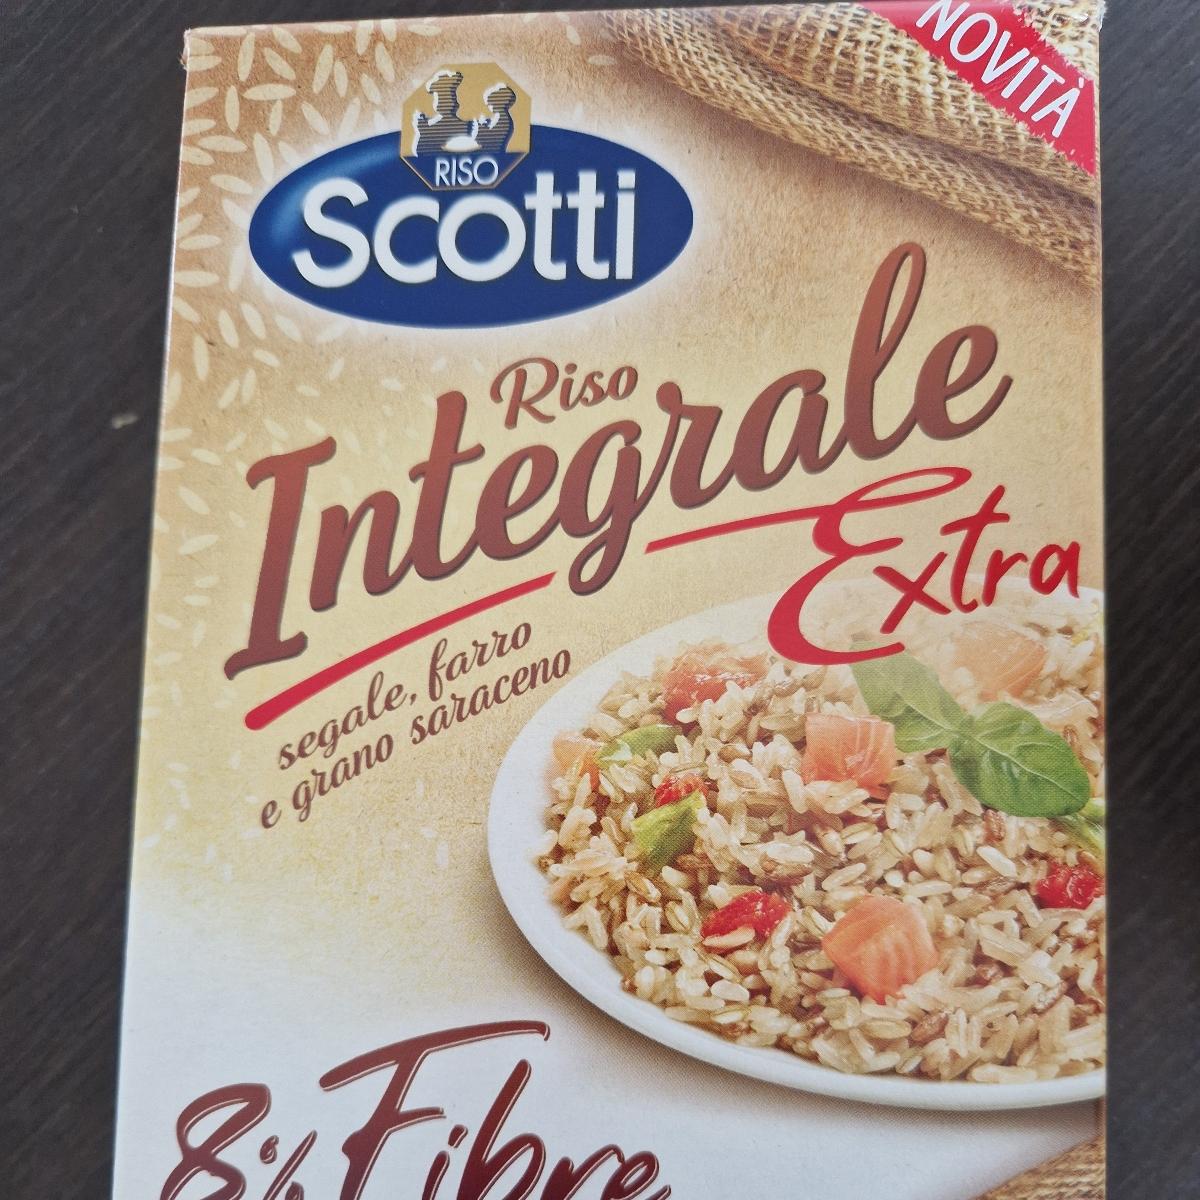 NOVITÀ
RISO
Scotti
Riso
Integrale
Extra
segale, farro
e grano saraceno
8% Fibre